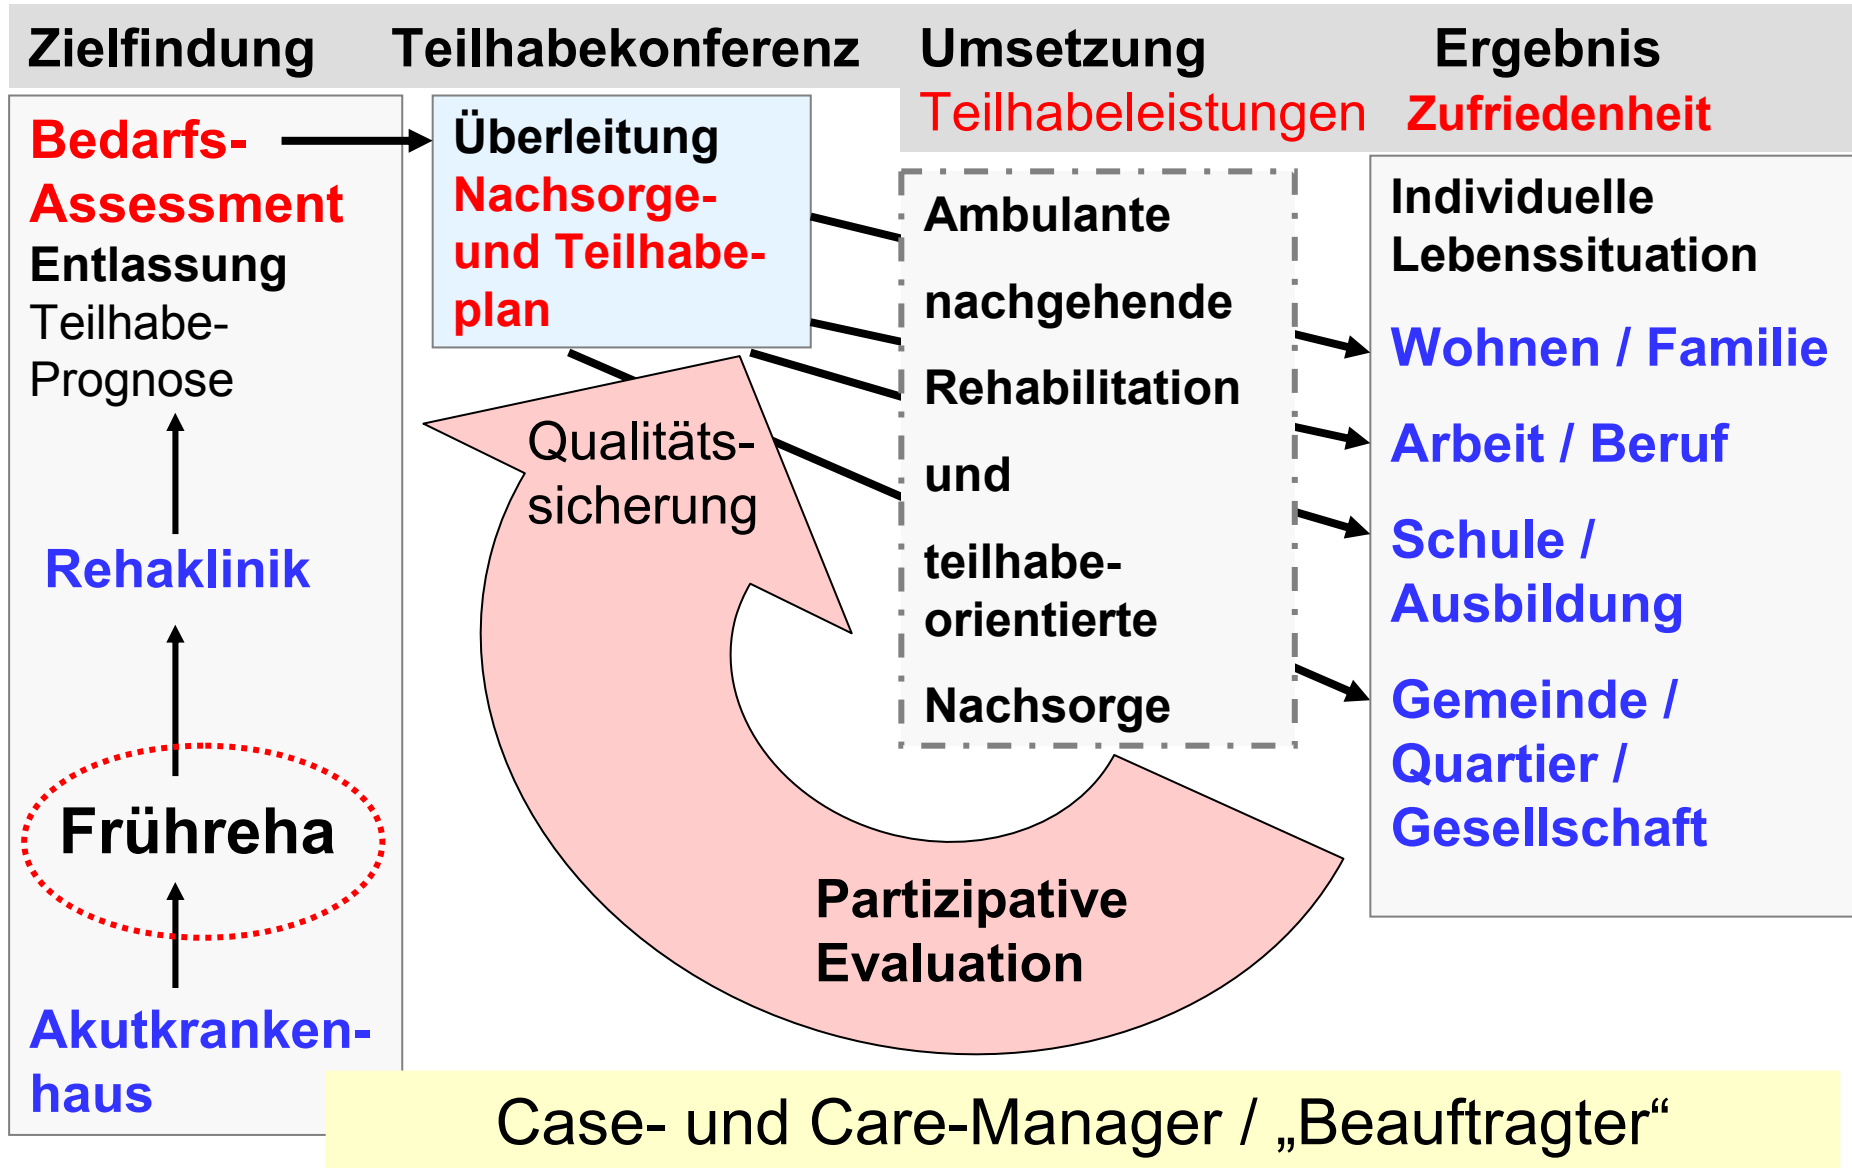 Zielfindung
Teilhabekonferenz
Umsetzung
Ergebnis
Teilhabeleistungen
Zufriedenheit
Bedarfs-
Assessment
Entlassung
Teilhabe-
Prognose
Rehaklinik
Frühreha
Akutkranken-
haus
Überleitung
Nachsorge-
und Teilhabe-
plan
Qualitäts-
sicherung
Partizipative
Evaluation
Ambulante
nachgehende
Rehabilitation
und
teilhabe-
orientierte
Nachsorge
Individuelle
Lebenssituation
Wohnen / Familie
Arbeit / Beruf
Schule /
Ausbildung
Gemeinde /
Quartier /
Gesellschaft
Case- und Care-Manager / „Beauftragter“